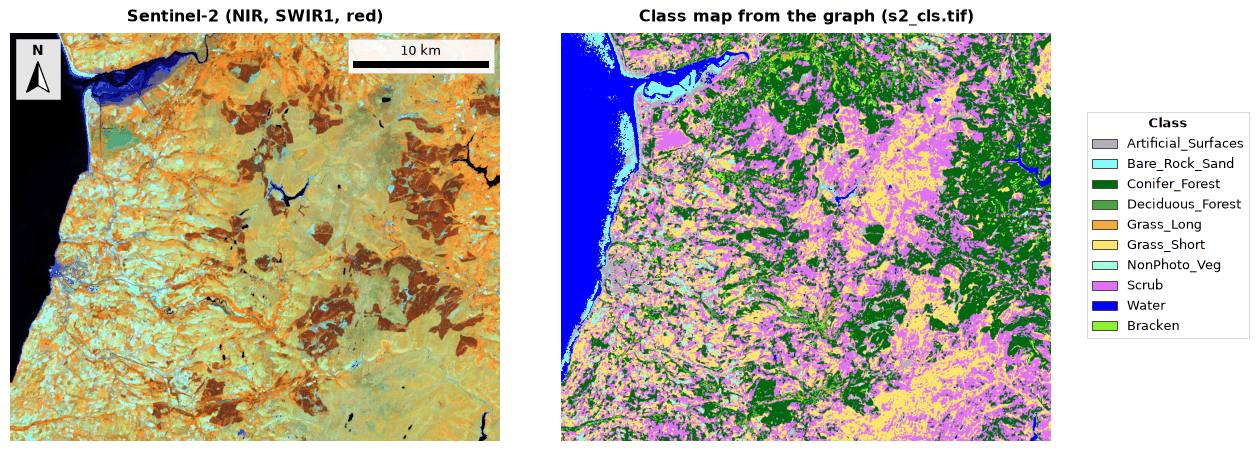 Sentinel-2 (NIR, SWIR1, red)
N
10 km
Class map from the graph (s2_cls.tif)
Class
Artificial_Surfaces
Bare_Rock_Sand
Conifer_Forest
Deciduous_Forest
Grass_Long
Grass_Short
NonPhoto_Veg
Scrub
Water
Bracken